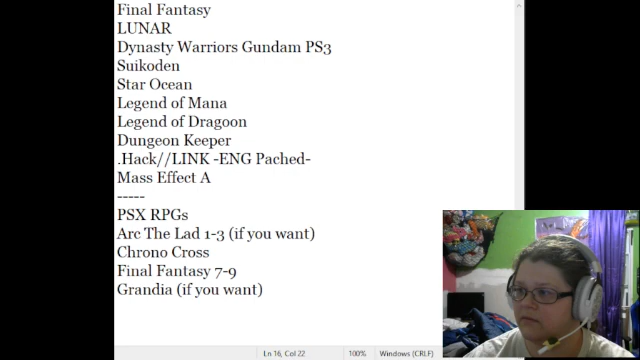 Final Fantasy
LUNAR
Dynasty Warriors Gundam PS3
Suikoden
Star Ocean
Legend of Mana
Legend of Dragoon
Dungeon Keeper
.Hack//LINK -ENG Pached-
Mass Effect A
-----
PSX RPGs
Arc The Lad 1-3 (if you want)
Chrono Cross
Final Fantasy 7-9
Grandia (if you want)
Ln 16, Col 22 100% Windows (CRLF)